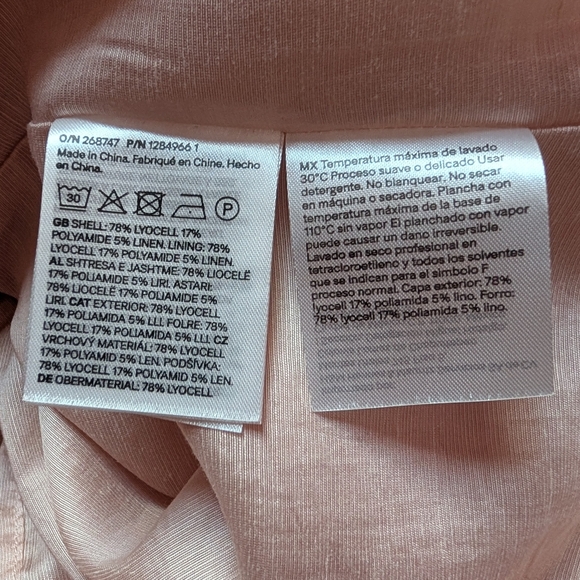 O/N 268747 P/N 1284966 1
Made in China. Fabriqué en Chine. Hecho
en China.
30
P
GB SHELL: 78% LYOCELL 17%
POLYAMIDE 5% LINEN. LINING: 78%
LYOCELL 17% POLYAMIDE 5% LINEN.
AL SHTRESA E JASHTME: 78% LIOCELË
17% POLIAMIDË 5% LIRI. ASTARI:
78% LIOCELË 17% POLIAMIDË 5%
LIRI. CAT EXTERIOR: 78% LIOCEL
17% POLIAMIDA 5% LLI. FOLRE: 78%
LYOCELL 17% POLIAMIDA 5% LLI. CZ
VRCHOVÝ MATERIÁL: 78% LYOCELL
17% POLYAMID 5% LEN. PODŠÍVKA:
78% LYOCELL 17% POLYAMID 5% LEN.
DE OBERMATERIAL: 78% LYOCELL
MX Temperatura máxima de lavado
30°C Proceso suave o delicado Usar
detergente. No blanquear. No secar
en máquina o secadora. Plancha con
temperatura máxima de la base de
110°C sin vapor El planchado con vapor
puede causar un dano irreversible.
Lavado en seco profesional en
tetracloroetileno y todos los solventes
que se indican para el simbolo F
proceso normal. Capa exterior: 78%
lyocell 17% poliamida 5% lino. Forro:
78% lyocell 17% poliamida 5% lino.